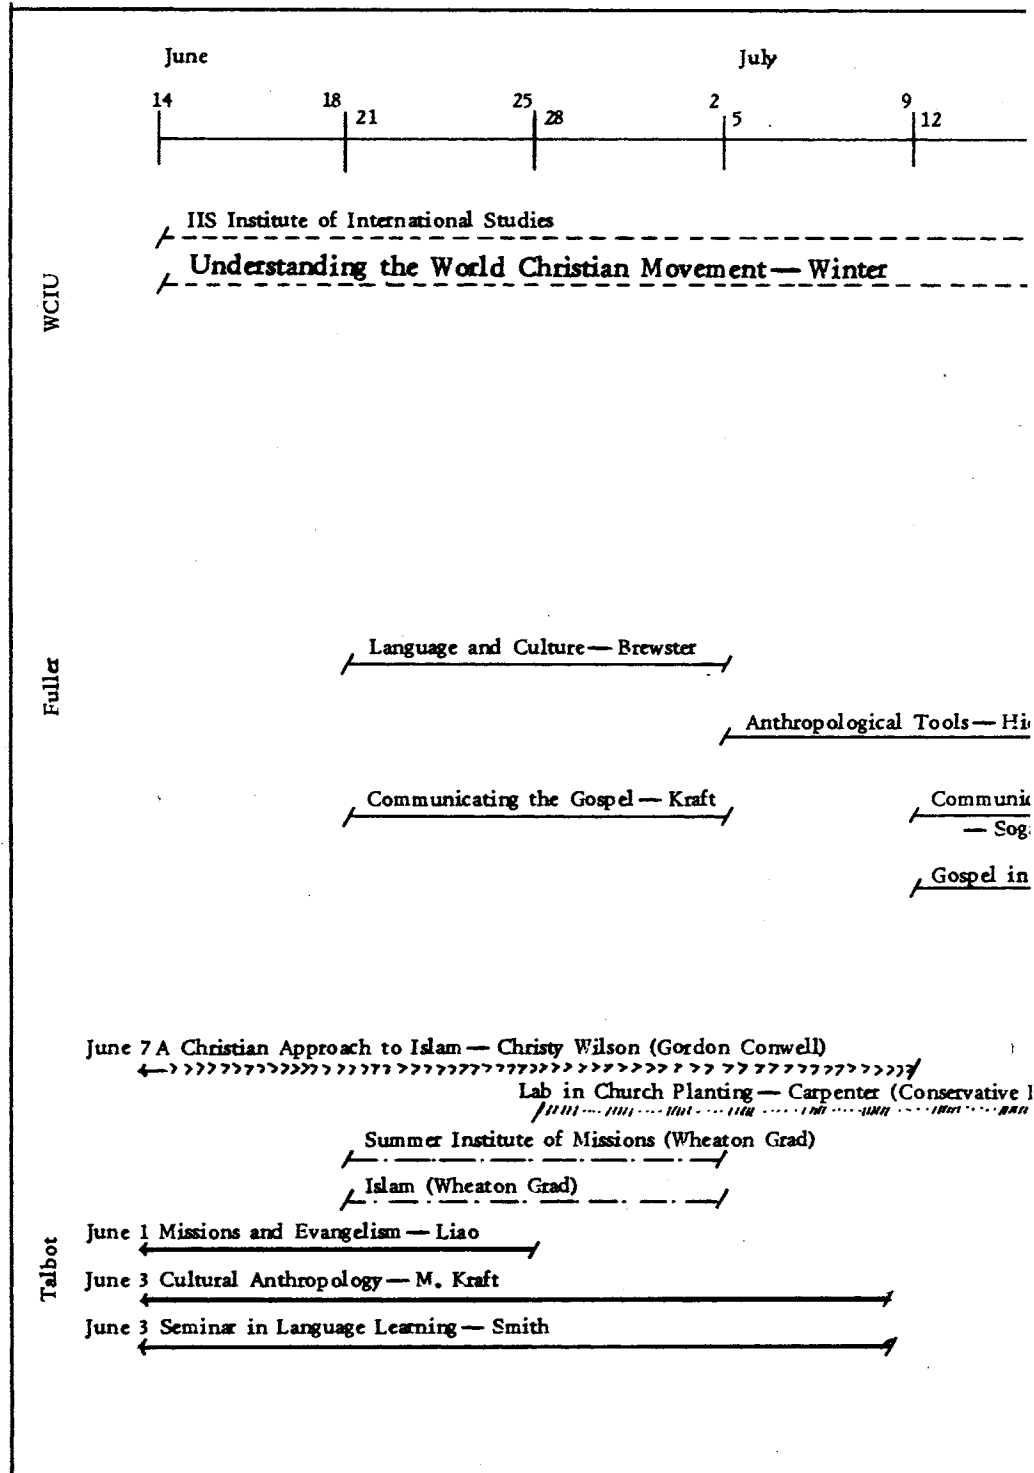 June July
14 18 21 25 28 2 5 9 12
IIS Institute of International Studies
Understanding the World Christian Movement — Winter
WCIU
Language and Culture — Brewster
Fuller
Anthropological Tools —
Communicating the Gospel — Kraft
— 
Gospel in
June 7 A Christian Approach to Islam — Christy Wilson (Gordon Conwell)
Lab in Church Planting — Carpenter (Conservative
Summer Institute of Missions (Wheaton Grad)
Islam (Wheaton Grad)
June 1 Missions and Evangelism — Liao
Talbot
June 3 Cultural Anthropology — M. Kraft
June 3 Seminar in Language Learning — Smith